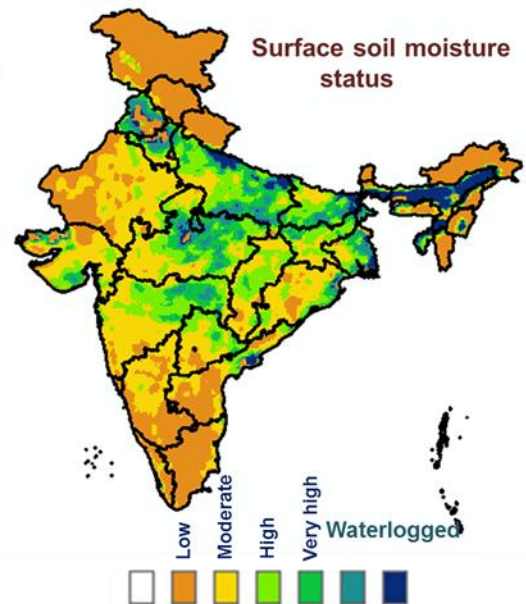 Surface soil moisture
status
Low
Moderate
High
Very high
Waterlogged